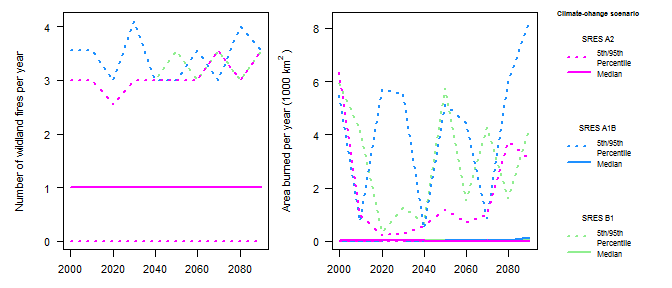 Number of wildland fires per year
4
3
2
1
0
2000 2020 2040 2060 2080
Area burned per year (1000 km²)
8
6
4
2
0
2000 2020 2040 2060 2080
Climate-change scenario
SRES A2
5th/95th
Percentile
Median
SRES A1B
5th/95th
Percentile
Median
SRES B1
5th/95th
Percentile
Median